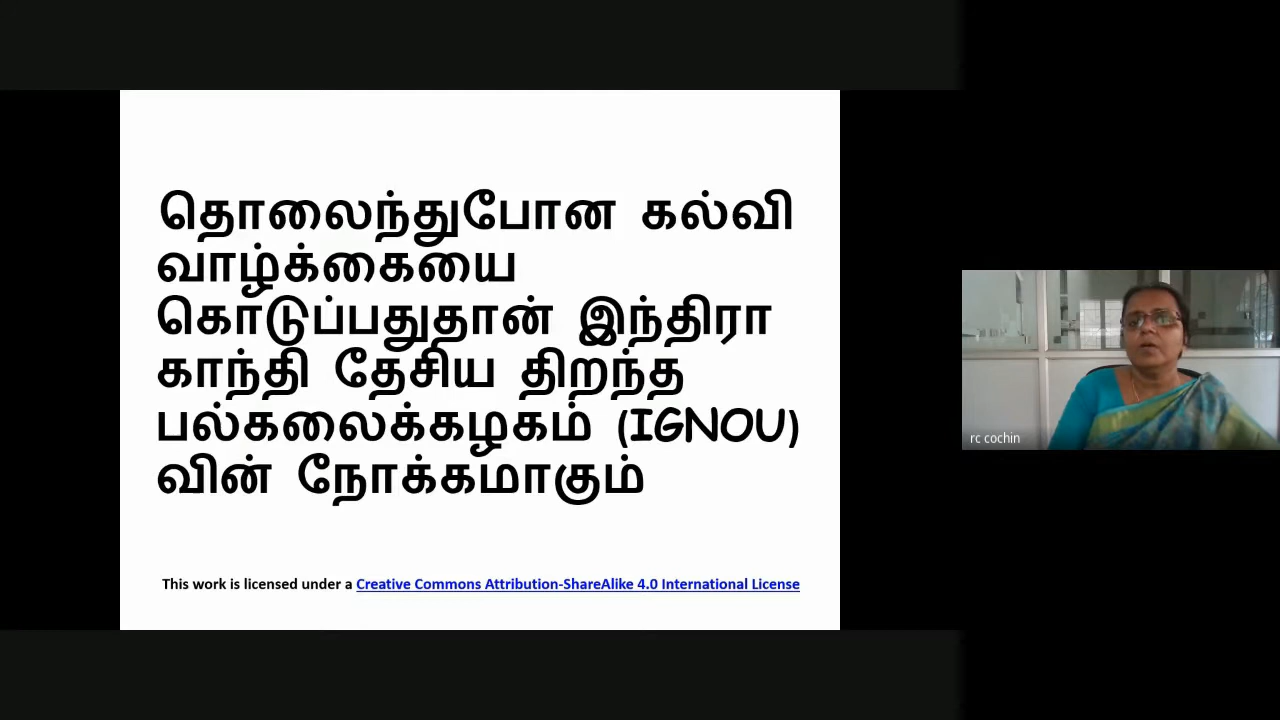 தொலைந்துபோன கல்வி
வாழ்க்கையை
கொடுப்பதுதான் இந்திரா
காந்தி தேசிய திறந்த
பல்கலைக்கழகம் (IGNOU)
வின் நோக்கமாகும்
This work is licensed under a Creative Commons Attribution-ShareAlike 4.0 International License
rc cochin